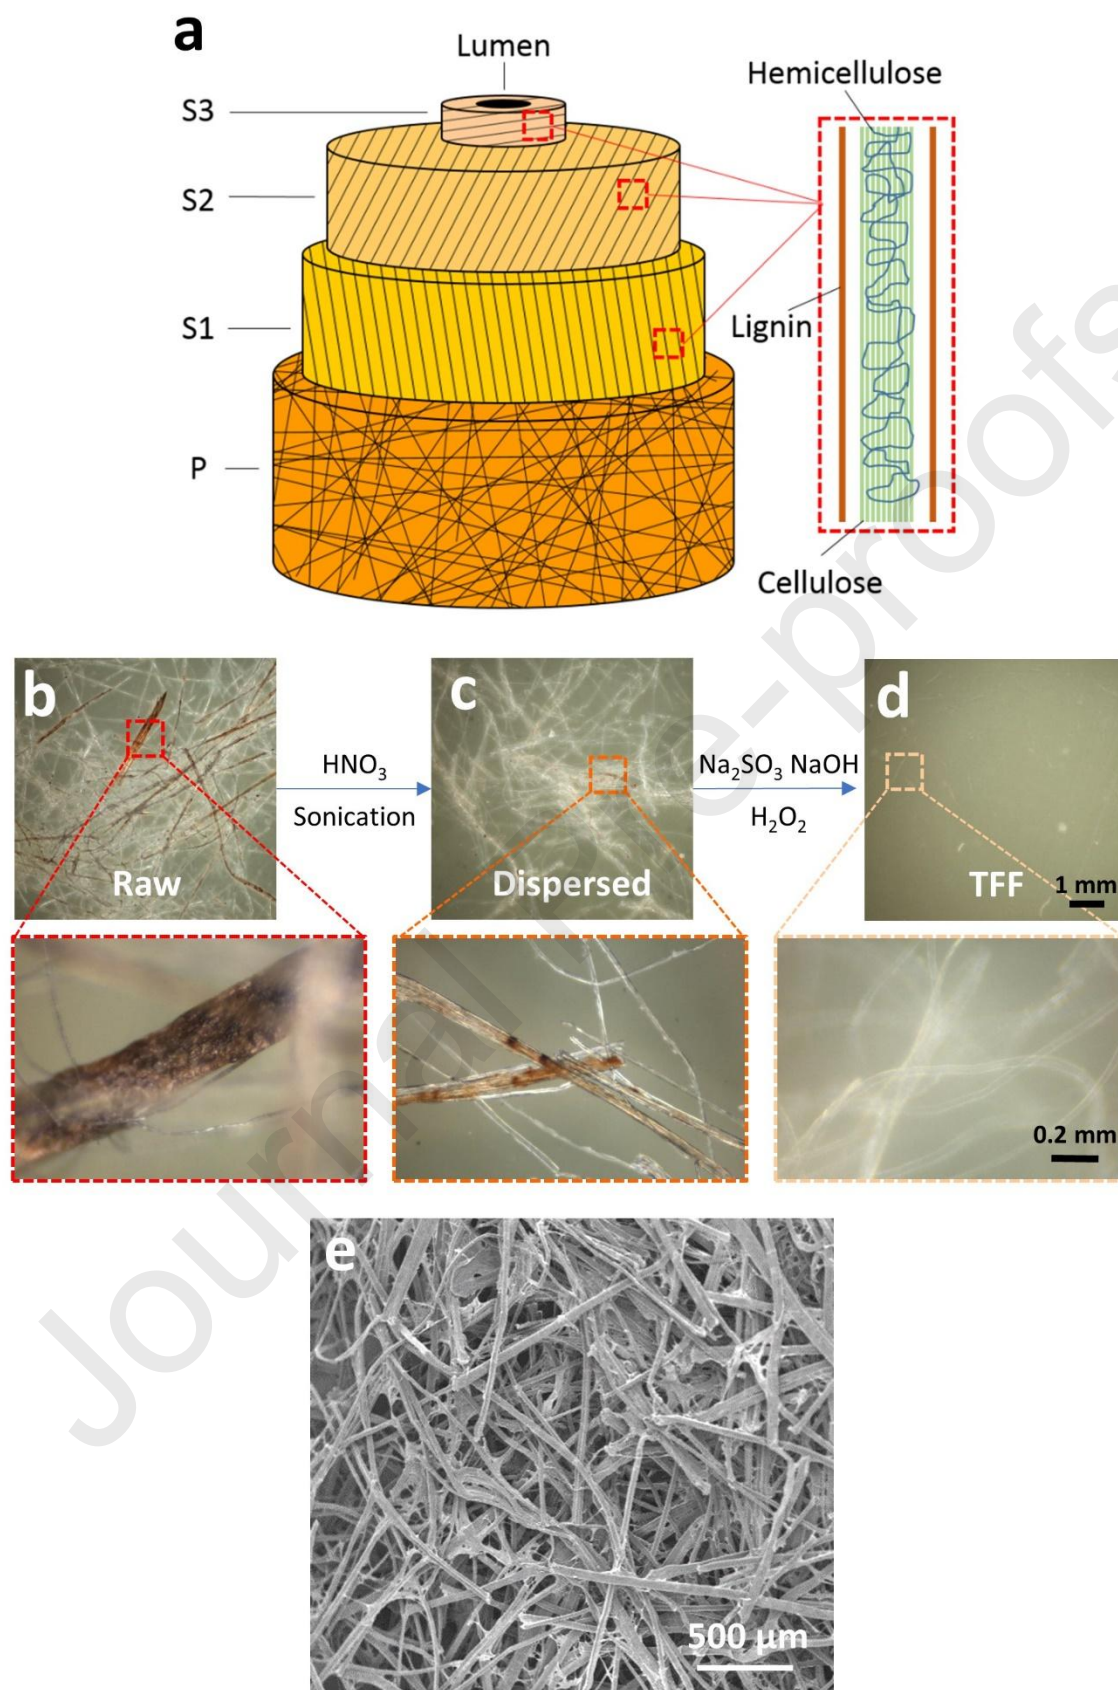 a
Lumen
Hemicellulose
S3
S2
Lignin
S1
P
Cellulose
b
c
d
HNO₃
Sonication
Na₂SO₃ NaOH
H₂O₂
Raw
Dispersed
TFF
1 mm
0.2 mm
e
500 μm
Journal Pre-proofs